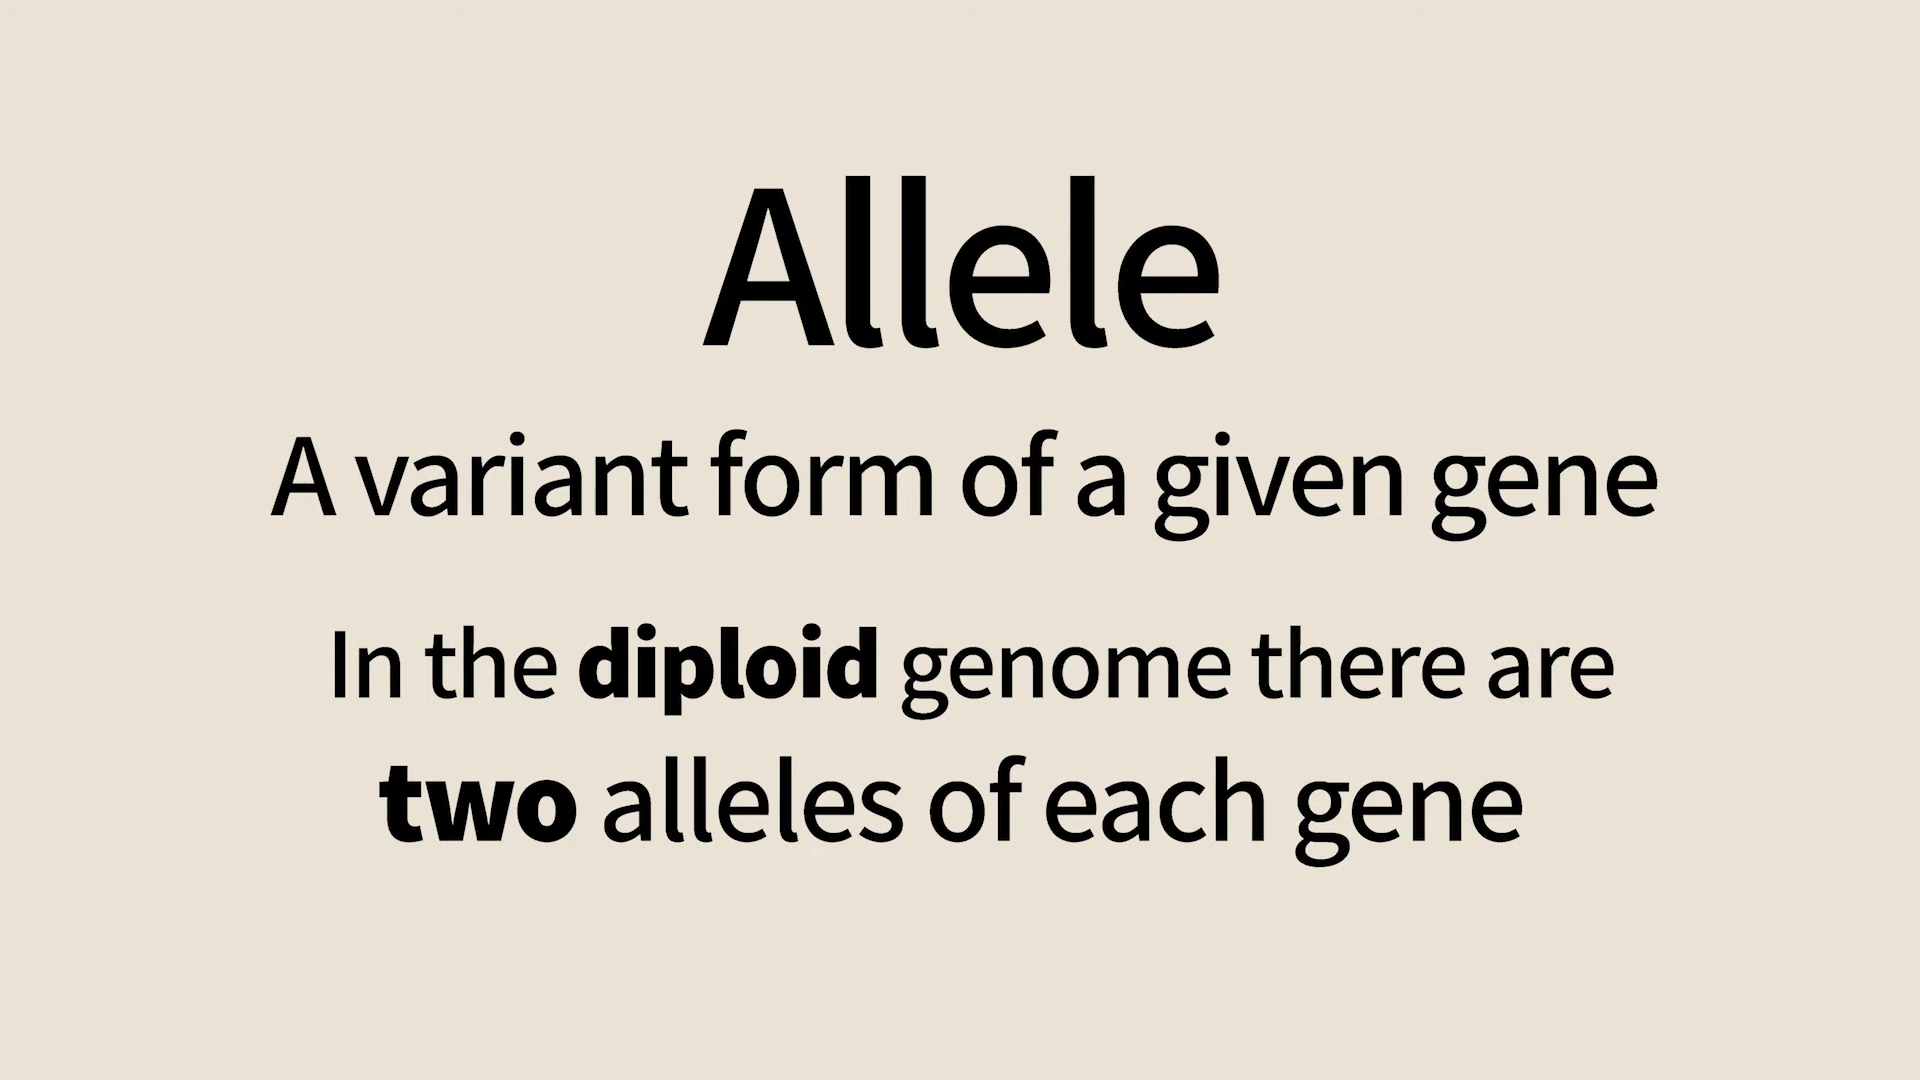 Allele
A variant form of a given gene
In the diploid genome there are
two alleles of each gene